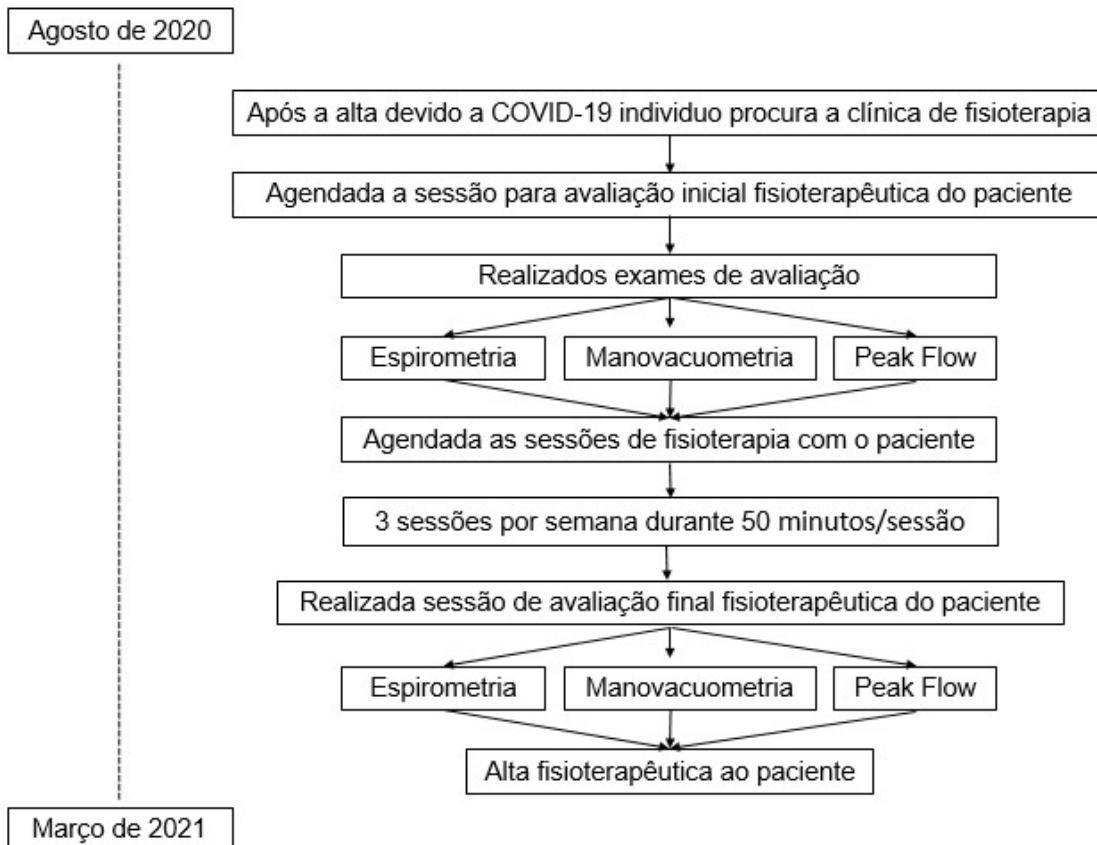 Agosto de 2020
Após a alta devido a COVID-19 individuo procura a clínica de fisioterapia
Agendada a sessão para avaliação inicial fisioterapêutica do paciente
Realizados exames de avaliação
Espirometria
Manovacuometria
Peak Flow
Agendada as sessões de fisioterapia com o paciente
3 sessões por semana durante 50 minutos/sessão
Realizada sessão de avaliação final fisioterapêutica do paciente
Espirometria
Manovacuometria
Peak Flow
Alta fisioterapêutica ao paciente
Março de 2021